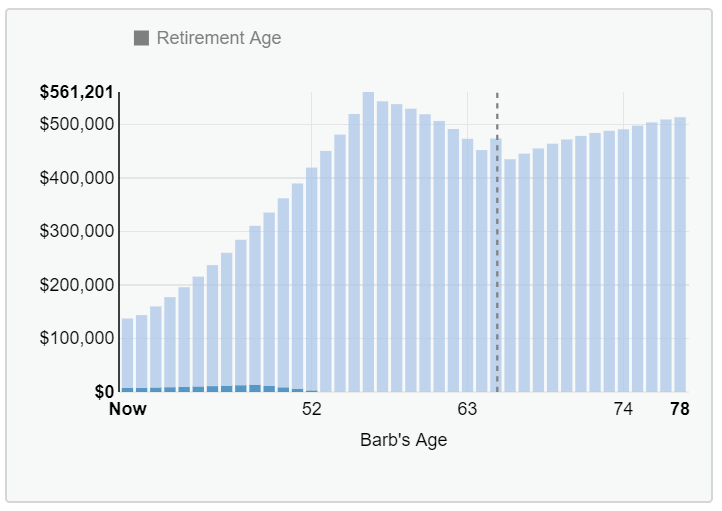 Retirement Age
$561,201
$500,000
$400,000
$300,000
$200,000
$100,000
$0
Now 52 63 74 78
Barb's Age